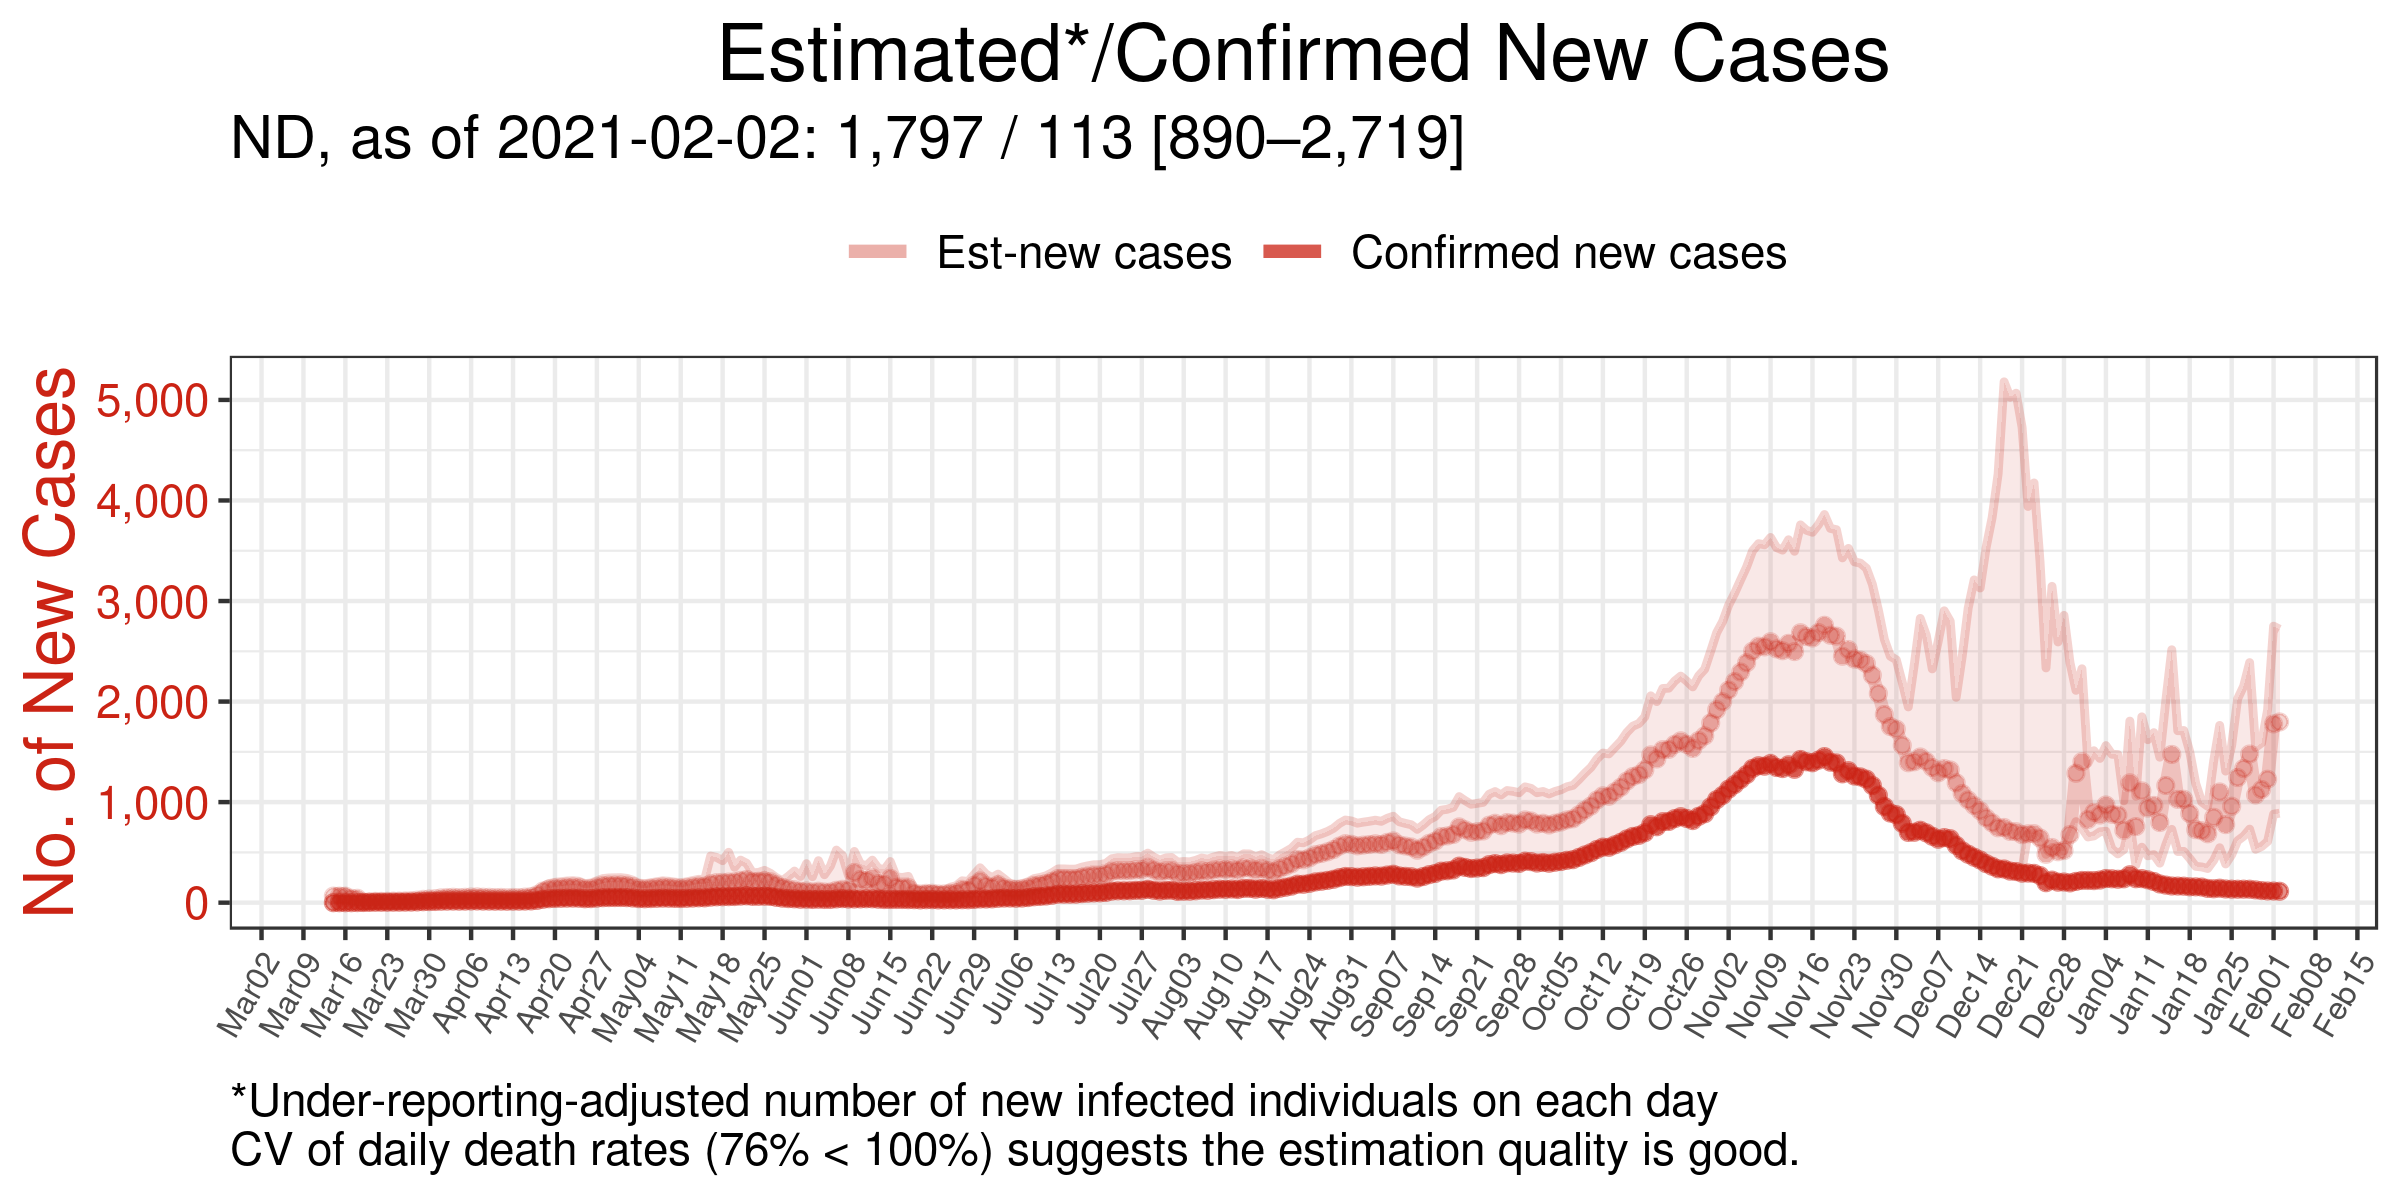 Estimated*/Confirmed New Cases
ND, as of 2021-02-02: 1,797 / 113 [890–2,719]
Est-new cases Confirmed new cases
No. of New Cases
5,000
4,000
3,000
2,000
1,000
0
Mar02 Mar09 Mar16 Mar23 Mar30 Apr06 Apr13 Apr20 Apr27 May04 May11 May18 May25 Jun01 Jun08 Jun15 Jun22 Jun29 Jul06 Jul13 Jul20 Jul27 Aug03 Aug10 Aug17 Aug24 Aug31 Sep07 Sep14 Sep21 Sep28 Oct05 Oct12 Oct19 Oct26 Nov02 Nov09 Nov16 Nov23 Nov30 Dec07 Dec14 Dec21 Dec28 Jan04 Jan11 Jan18 Jan25 Feb01 Feb08 Feb15
*Under-reporting-adjusted number of new infected individuals on each day
CV of daily death rates (76% < 100%) suggests the estimation quality is good.